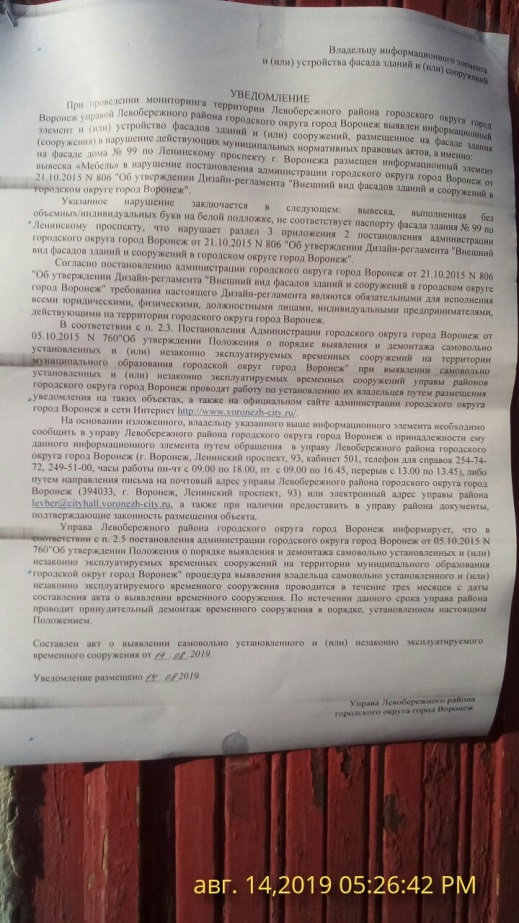 Владельцу информационного элемента
и (или) устройства фасада зданий и (или) сооружений
УВЕДОМЛЕНИЕ
При проведении мониторинга территории Левобережного района городского округа город
Воронеж управой Левобережного района городского округа город Воронеж выявлен информационный
элемент и (или) устройство фасадов зданий и (или) сооружений, размещенное на фасаде здания
(сооружения) в нарушение действующих муниципальных нормативных правовых актов, а именно:
на фасаде дома № 99 по Ленинскому проспекту г. Воронежа размещен информационный элемент
вывеска «Мебель» в нарушение постановления администрации городского округа город Воронеж от
21.10.2015 N 806 "Об утверждении Дизайн-регламента "Внешний вид фасадов зданий и сооружений в
городском округе город Воронеж".
Указанное нарушение заключается в следующем: вывеска, выполненная без
объемных/индивидуальных букв на белой подложке, не соответствует паспорту фасада здания № 99 по
Ленинскому проспекту, что нарушает раздел 3 приложения 2 постановления администрации
городского округа город Воронеж от 21.10.2015 N 806 "Об утверждении Дизайн-регламента "Внешний
вид фасадов зданий и сооружений в городском округе город Воронеж".
Согласно постановлению администрации городского округа город Воронеж от 21.10.2015 N 806
"Об утверждении Дизайн-регламента "Внешний вид фасадов зданий и сооружений в городском округе
город Воронеж" требования настоящего Дизайн-регламента являются обязательными для исполнения
всеми юридическими, физическими, должностными лицами, индивидуальными предпринимателями,
действующими на территории городского округа город Воронеж.
В соответствии с п. 2.3. Постановления Администрации городского округа город Воронеж от
05.10.2015 N 760"Об утверждении Положения о порядке выявления и демонтажа самовольно
установленных и (или) незаконно эксплуатируемых временных сооружений на территории
муниципального образования городской округ город Воронеж" при выявлении самовольно
установленных и (или) незаконно эксплуатируемых временных сооружений управы районов
городского округа город Воронеж проводят работу по установлению их владельцев путем размещения
уведомления на таких объектах, а также на официальном сайте администрации городского округа
город Воронеж в сети Интернет http://www.voronezh-city.ru/.
На основании изложенного, владельцу указанного выше информационного элемента необходимо
сообщить в управу Левобережного района городского округа город Воронеж о принадлежности ему
данного информационного элемента путем обращения в управу Левобережного района городского
округа город Воронеж (г. Воронеж, Ленинский проспект, 93, кабинет 501, телефон для справок 254-74-
72, 249-51-00, часы работы пн-чт с 09.00 по 18.00, пт. с 09.00 по 16.45, перерыв с 13.00 по 13.45), либо
путем направления письма на почтовый адрес управы Левобережного района городского округа город
Воронеж (394033, г. Воронеж, Ленинский проспект, 93) или электронный адрес управы района
levber@cityhall.voronezh-city.ru, а также при наличии предоставить в управу района документы,
подтверждающие законность размещения объекта.
Управа Левобережного района городского округа город Воронеж информирует, что в
соответствии с п. 2.5 постановления администрации городского округа город Воронеж от 05.10.2015 N
760"Об утверждении Положения о порядке выявления и демонтажа самовольно установленных и (или)
незаконно эксплуатируемых временных сооружений на территории муниципального образования
городской округ город Воронеж" процедура выявления владельца самовольно установленного и (или)
незаконно эксплуатируемого временного сооружения проводится в течение трех месяцев с даты
составления акта о выявлении временного сооружения. По истечении данного срока управа района
проводит принудительный демонтаж временного сооружения в порядке, установленном настоящим
Положением.
Составлен акт о выявлении самовольно установленного и (или) незаконно эксплуатируемого
временного сооружения от 14 . 08 .2019.
Уведомление размещено 14 .08 2019.
Управа Левобережного района
городского округа город Воронеж
авг. 14,2019 05:26:42 PM